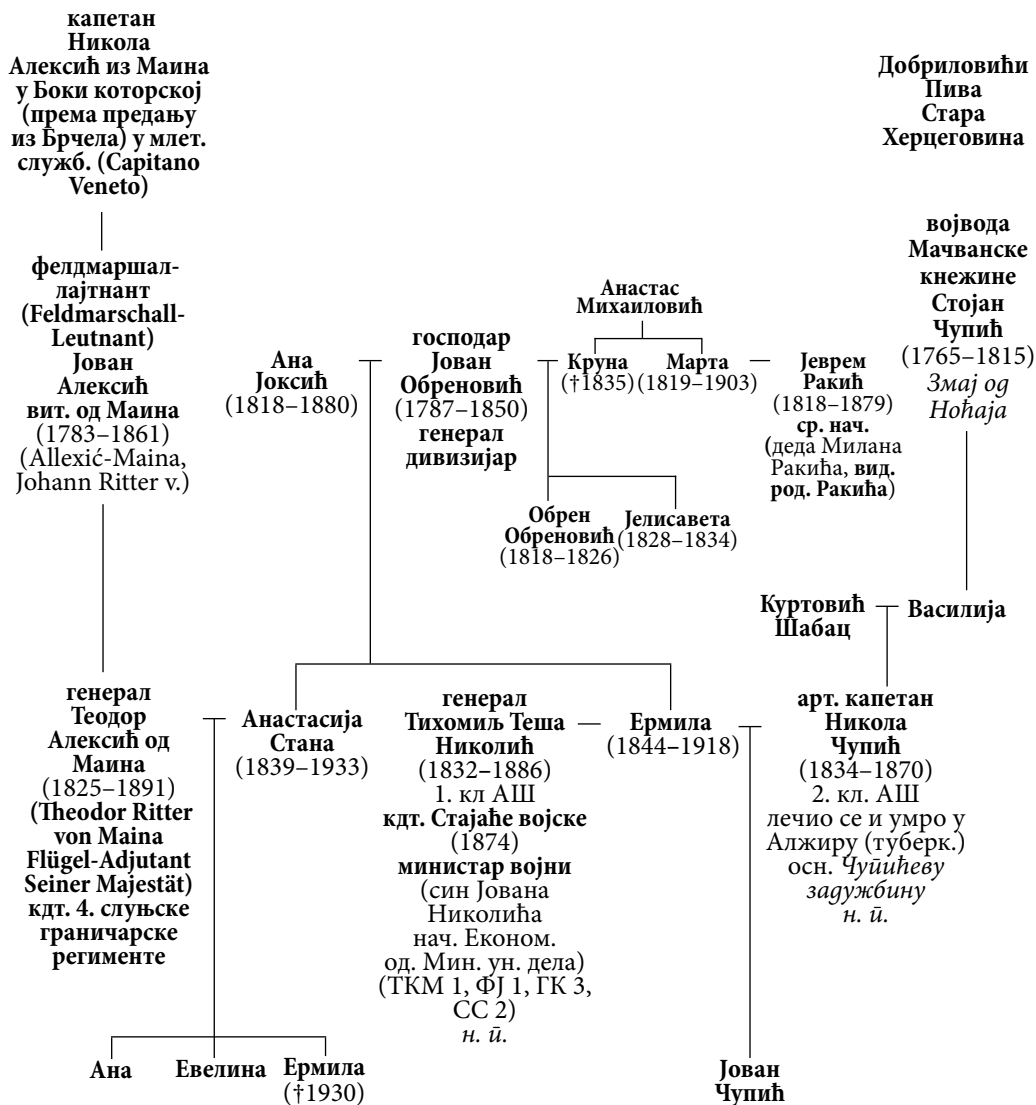 капетан
Никола
Алексић из Маина
у Боки которској
(према предању
из Брчела) у млет.
служб. (Capitano
Veneto)
Добриловићи
Пива
Стара
Херцеговина
фелдмаршал-
лајтнант
(Feldmarschall-
Leutnant)
Јован
Алексић
вит. од Маина
(1783–1861)
(Allexić-Maina,
Johann Ritter v.)
Ана
Јоксић
(1818–1880)
господар
Јован
Обреновић
(1787–1850)
генерал
дивизијар
Анастас
Михаиловић
Круна
(†1835)
Марта
(1819–1903)
Јеврем
Ракић
(1818–1879)
ср. нач.
(деда Милана
Ракића, вид.
род. Ракића)
војвода
Мачванске
кнежине
Стојан
Чупић
(1765–1815)
Змај од
Ноћаја
Обрен
Обреновић
(1818–1826)
Јелисавета
(1828–1834)
Куртовић
Шабац
Василија
генерал
Теодор
Алексић од
Маина
(1825–1891)
(Theodor Ritter
von Maina
Flügel-Adjutant
Seiner Majestät)
кдт. 4. слуњске
граничарске
регименте
Анастасија
Стана
(1839–1933)
генерал
Тихомиљ Теша
Николић
(1832–1886)
1. кл АШ
кдт. Стајаће војске
(1874)
министар војни
(син Јована
Николића
нач. Економ.
од. Мин. ун. дела)
(ТКМ 1, ФЈ 1, ГК 3,
СС 2)
н. п.
Ермила
(1844–1918)
арт. капетан
Никола
Чупић
(1834–1870)
2. кл. АШ
лечио се и умро у
Алжиру (туберк.)
осн. Чупићеву
задужбину
н. п.
Ана
Евелина
Ермила
(†1930)
Јован
Чупић